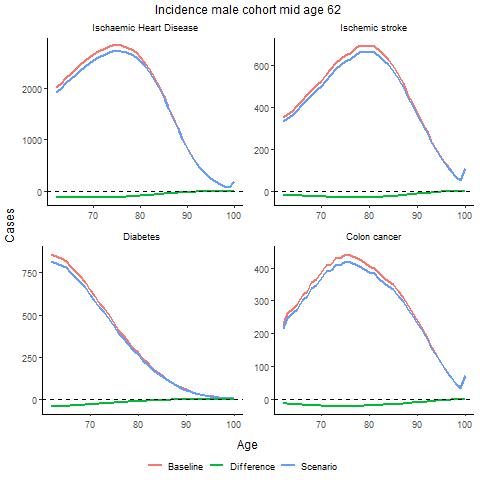 Incidence male cohort mid age 62
Ischaemic Heart Disease
Ischemic stroke
2000
1000
0
70 80 90 100
600
400
200
0
70 80 90 100
Cases
Diabetes
Colon cancer
750
500
250
0
70 80 90 100
400
300
200
100
0
70 80 90 100
Age
Baseline Difference Scenario